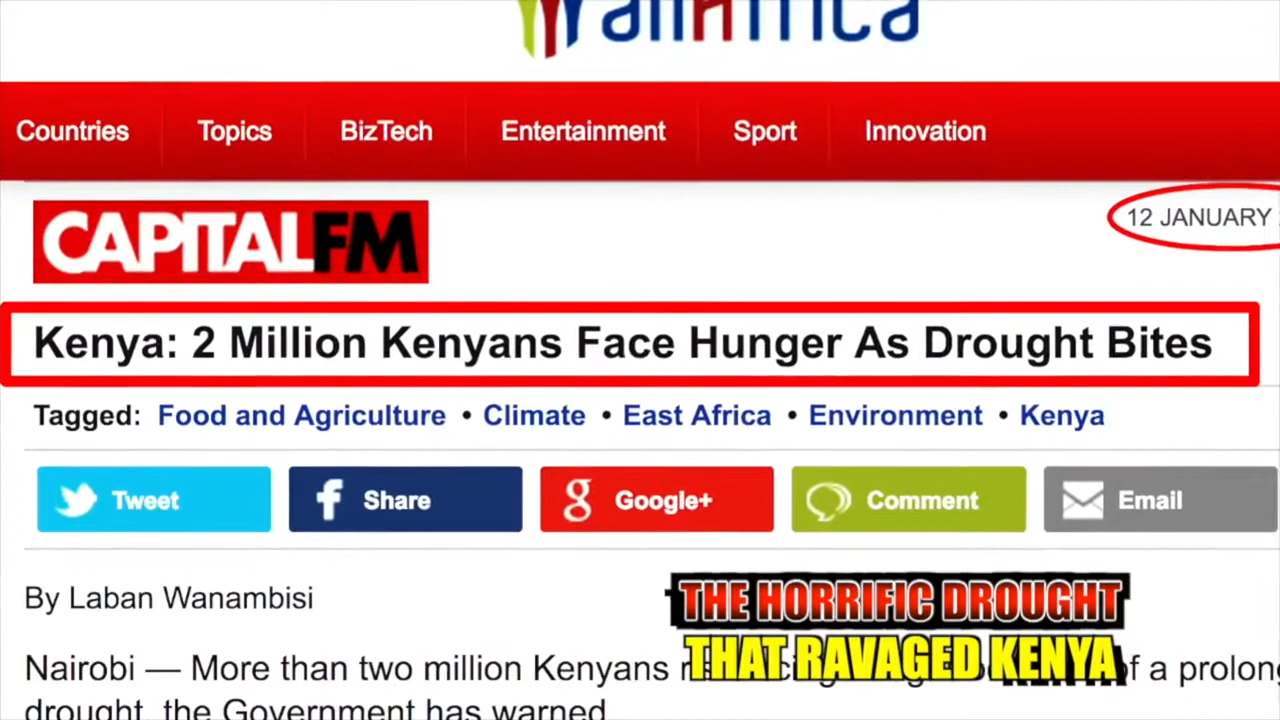 allAfrica
Countries Topics BizTech Entertainment Sport Innovation
CAPITALFM
12 JANUARY
Kenya: 2 Million Kenyans Face Hunger As Drought Bites
Tagged: Food and Agriculture • Climate • East Africa • Environment • Kenya
Tweet Share Google+ Comment Email
By Laban Wanambisi
THE HORRIFIC DROUGHT
THAT RAVAGED KENYA
Nairobi — More than two million Kenyans of a prolong
drought, the Government has warned.